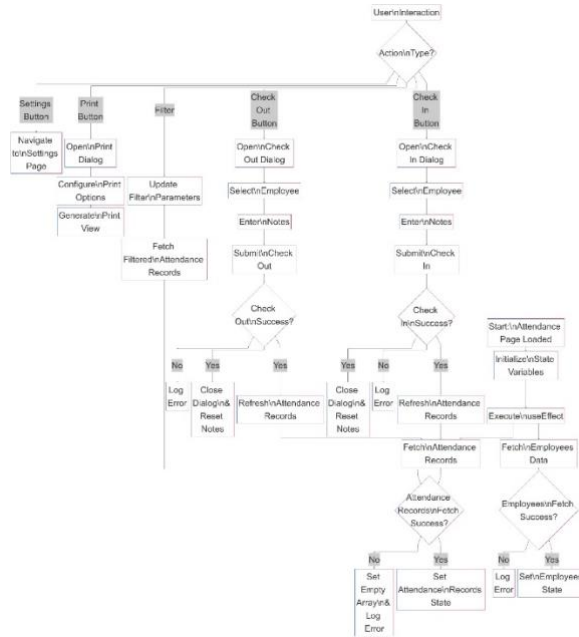 User\nInteraction
Action\nType?
Settings
Button
Print
Button
Filter
Check
Out
Button
Check
In
Button
Navigate
to\nSettings
Page
Open\nPrint
Dialog
Open\nCheck
Out Dialog
Open\nCheck
In Dialog
Configure\nPrint
Options
Update
Filter\nParameters
Select\nEmployee
Select\nEmployee
Generate\nPrint
View
Enter\nNotes
Enter\nNotes
Fetch
Filtered\nAttendance
Records
Submit\nCheck
Out
Submit\nCheck
In
Check
Out\nSuccess?
Check
In\nSuccess?
Start:\nAttendance
Page Loaded
Initialize\nState
Variables
No
Yes
Yes
Yes
No
Yes
Log
Error
Close
Dialog\n&
Reset
Notes
Refresh\nAttendance
Records
Close
Dialog\n&
Reset
Notes
Log
Error
Refresh\nAttendance
Records
Execute\nuseEffect
Fetch\nAttendance
Records
Fetch\nEmployees
Data
Attendance
Records\nFetch
Success?
Employees\nFetch
Success?
No
Yes
No
Yes
Set
Empty
Array\n&
Log
Error
Set
Attendance\nRecords
State
Log
Error
Set\nEmployee
State